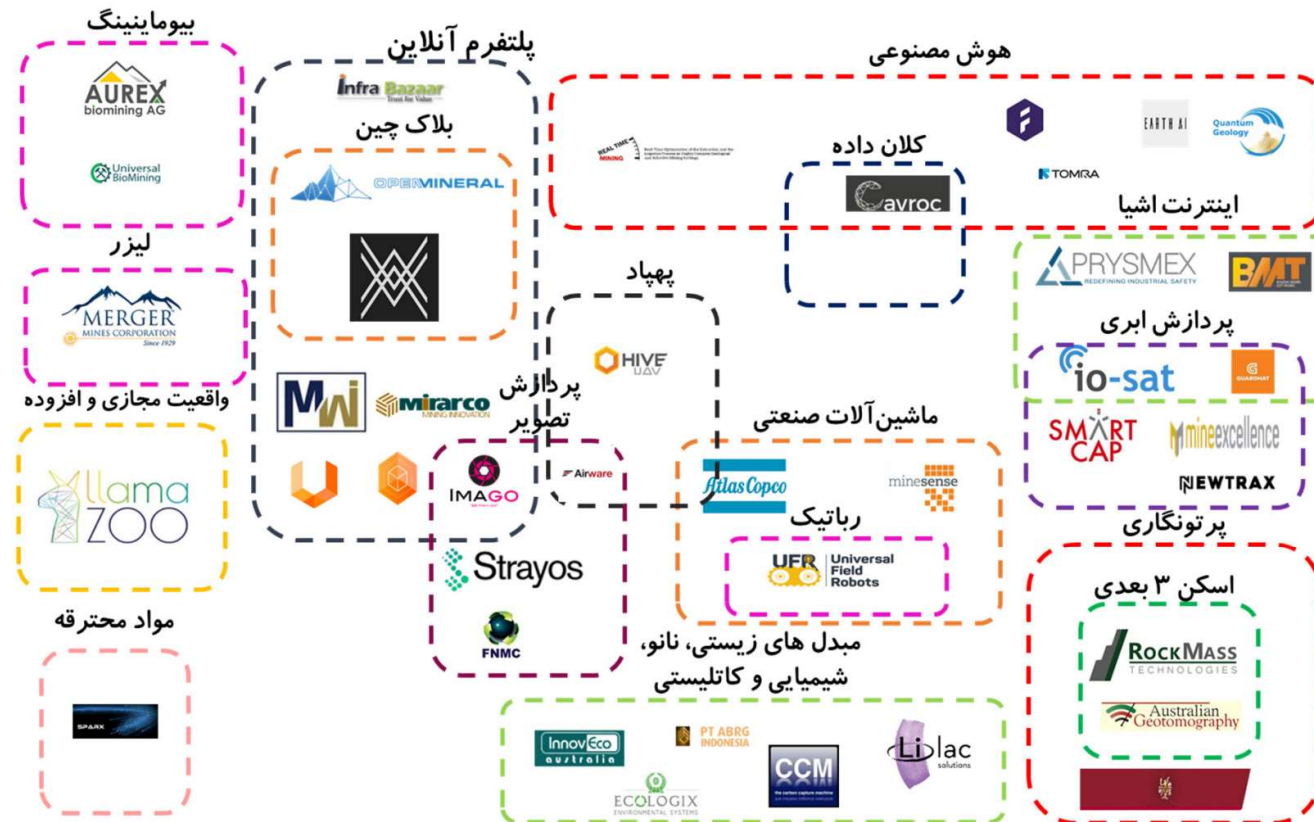 بیوماینینگ
AUREX
biomining AG
Universal
BioMining
لیزر
MERGER
MINES CORPORATION
Since 1929
واقعیت مجازی و افزوده
llama
ZOO
مواد محترقه
SPARX
پلتفرم آنلاین
Infra Bazaar
Trust for Value
بلاک چین
OPENMINERAL
MWI
mirarco
MINING INNOVATION
پردازش
تصویر
IMAGO
Airware
Strayos
FNMC
پهپاد
HIVE
UAV
هوش مصنوعی
REAL TIME
MINING
EARTH AI
Quantum
Geology
TOMRA
کلان داده
Cavroc
اینترنت اشیا
PRYSMEX
REDEFINING INDUSTRIAL SAFETY
BMT
پردازش ابری
io-sat
GUARDHAT
SMART
CAP
mineexcellence
NEWTRAX
ماشین‌آلات صنعتی
Atlas Copco
minesense
رباتیک
UFR
Universal
Field
Robots
مبدل های زیستی، نانو،
شیمیایی و کاتلیستی
InnovEco
australia
PT ABRG
INDONESIA
ECOLOGIX
ENVIRONMENTAL SYSTEMS
CCM
the carbon capture machine
Lilac
solutions
پرتونگاری
اسکن ۳ بعدی
ROCKMASS
TECHNOLOGIES
Australian
Geotomography